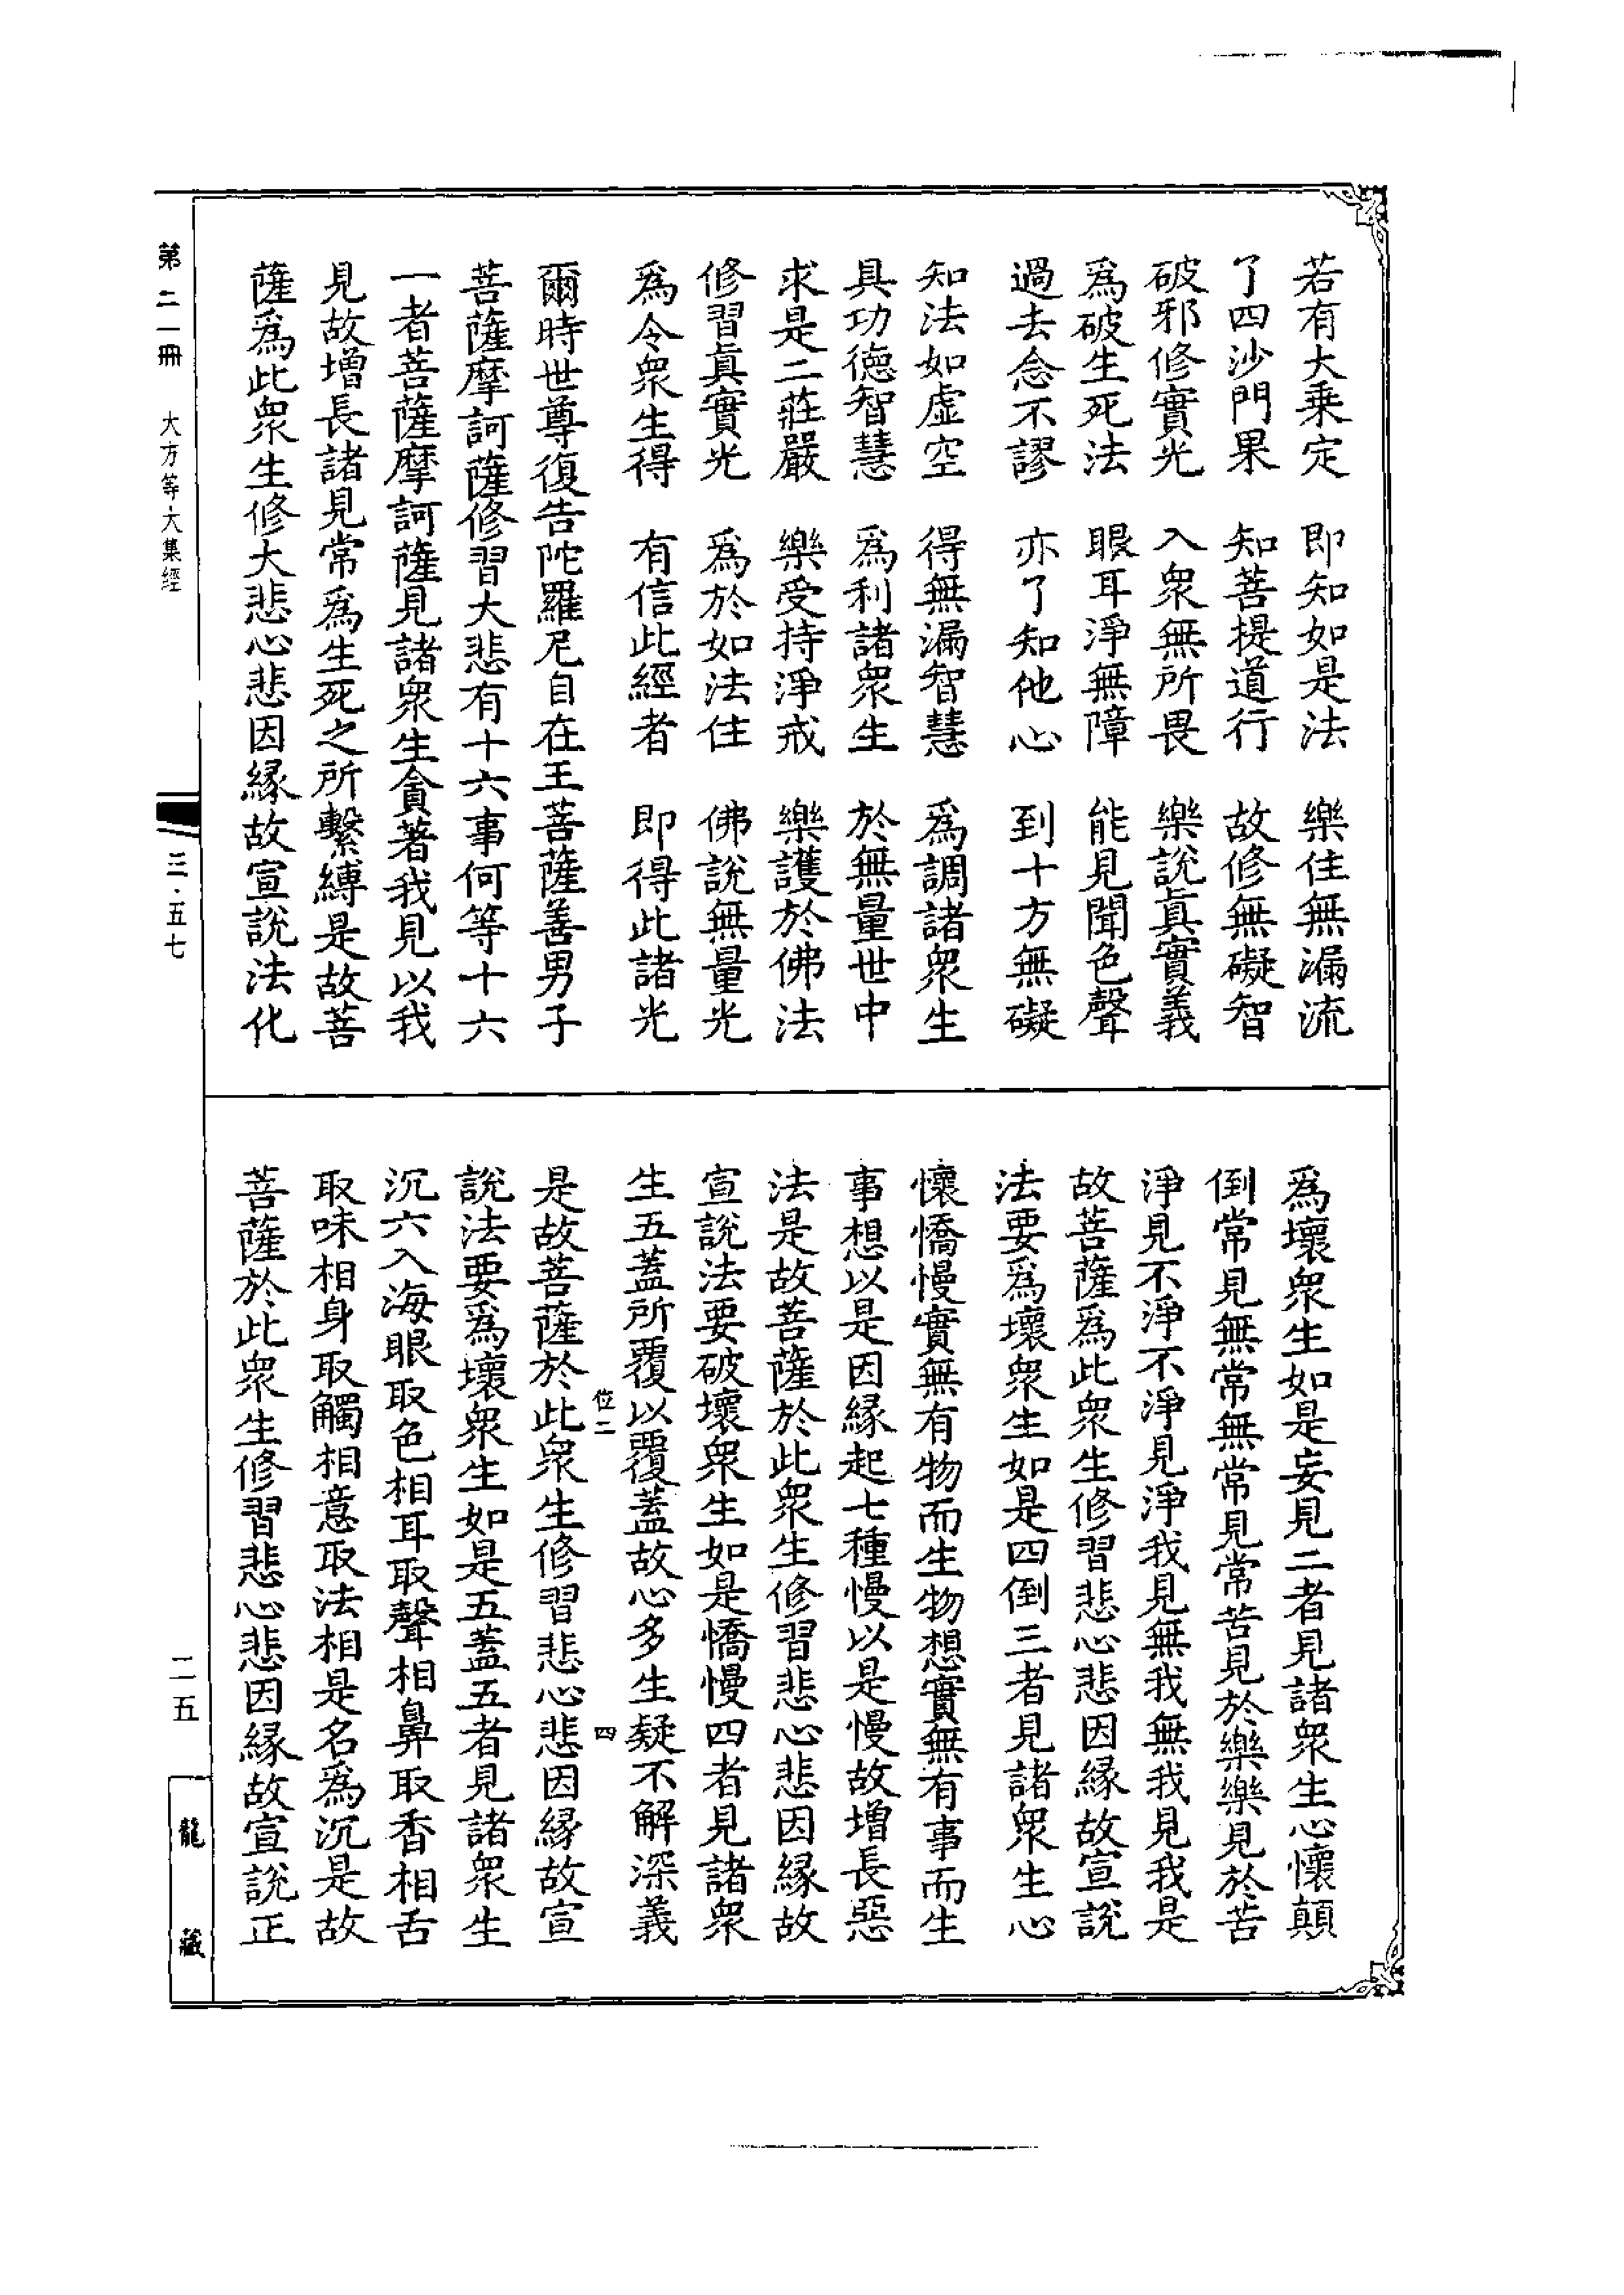 若有大乘定　即知如是法　樂住無漏流
了四沙門果　知菩提道行　故修無礙智
破邪修實光　入衆無所畏　樂說眞實義
爲破生死法　眼耳淨無障　能見聞色聲
過去念不謬　亦了知他心　到十方無礙
知法如虛空　得無漏智慧　爲調諸衆生
具功德智慧　爲利諸衆生　於無量世中
求是二莊嚴　樂受持淨戒　樂護於佛法
修習眞實光　爲於如法住　佛說無量光
爲令衆生得　有信此經者　即得此諸光
爾時世尊復告陀羅尼自在王菩薩善男子
菩薩摩訶薩修習大悲有十六事何等十六
一者菩薩摩訶薩見諸衆生貪著我見以我
見故增長諸見常爲生死之所繫縛是故菩
薩爲此衆生修大悲心悲因緣故宣說法化
爲壞衆生如是妄見二者見諸衆生心懷顛
倒常見無常無常見常苦見於樂樂見於苦
淨見不淨不淨見淨我見無我無我見我是
故菩薩爲此衆生修習悲心悲因緣故宣說
法要爲壞衆生如是四倒三者見諸衆生心
懷憍慢實無有物而生物想實無有事而生
事想以是因緣起七種慢以是慢故增長惡
法是故菩薩於此衆生修習悲心悲因緣故
宣說法要破壞衆生如是憍慢四者見諸衆
生五蓋所覆以覆蓋故心多生疑不解深義
位二　四
是故菩薩於此衆生修習悲心悲因緣故宣
說法要爲壞衆生如是五蓋五者見諸衆生
沉六入海眼取色相耳取聲相鼻取香相舌
取味相身取觸相意取法相是名爲沉是故
菩薩於此衆生修習悲心悲因緣故宣說正
第二一冊　大方等大集經　三·五七　二五　龍藏